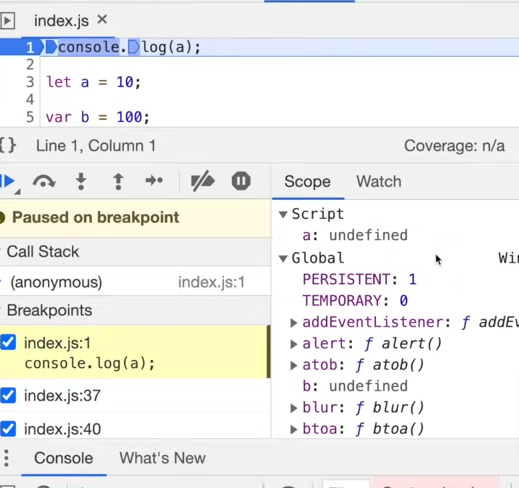 index.js ×
1 console.log(a);
2
3 let a = 10;
4
5 var b = 100;
{} Line 1, Column 1 Coverage: n/a
Scope Watch
Paused on breakpoint
Call Stack
(anonymous) index.js:1
Breakpoints
index.js:1
console.log(a);
index.js:37
index.js:40
Script
a: undefined
Global
PERSISTENT: 1
TEMPORARY: 0
addEventListener: ƒ
alert: ƒ alert()
atob: ƒ atob()
b: undefined
blur: ƒ blur()
btoa: ƒ btoa()
Console What's New